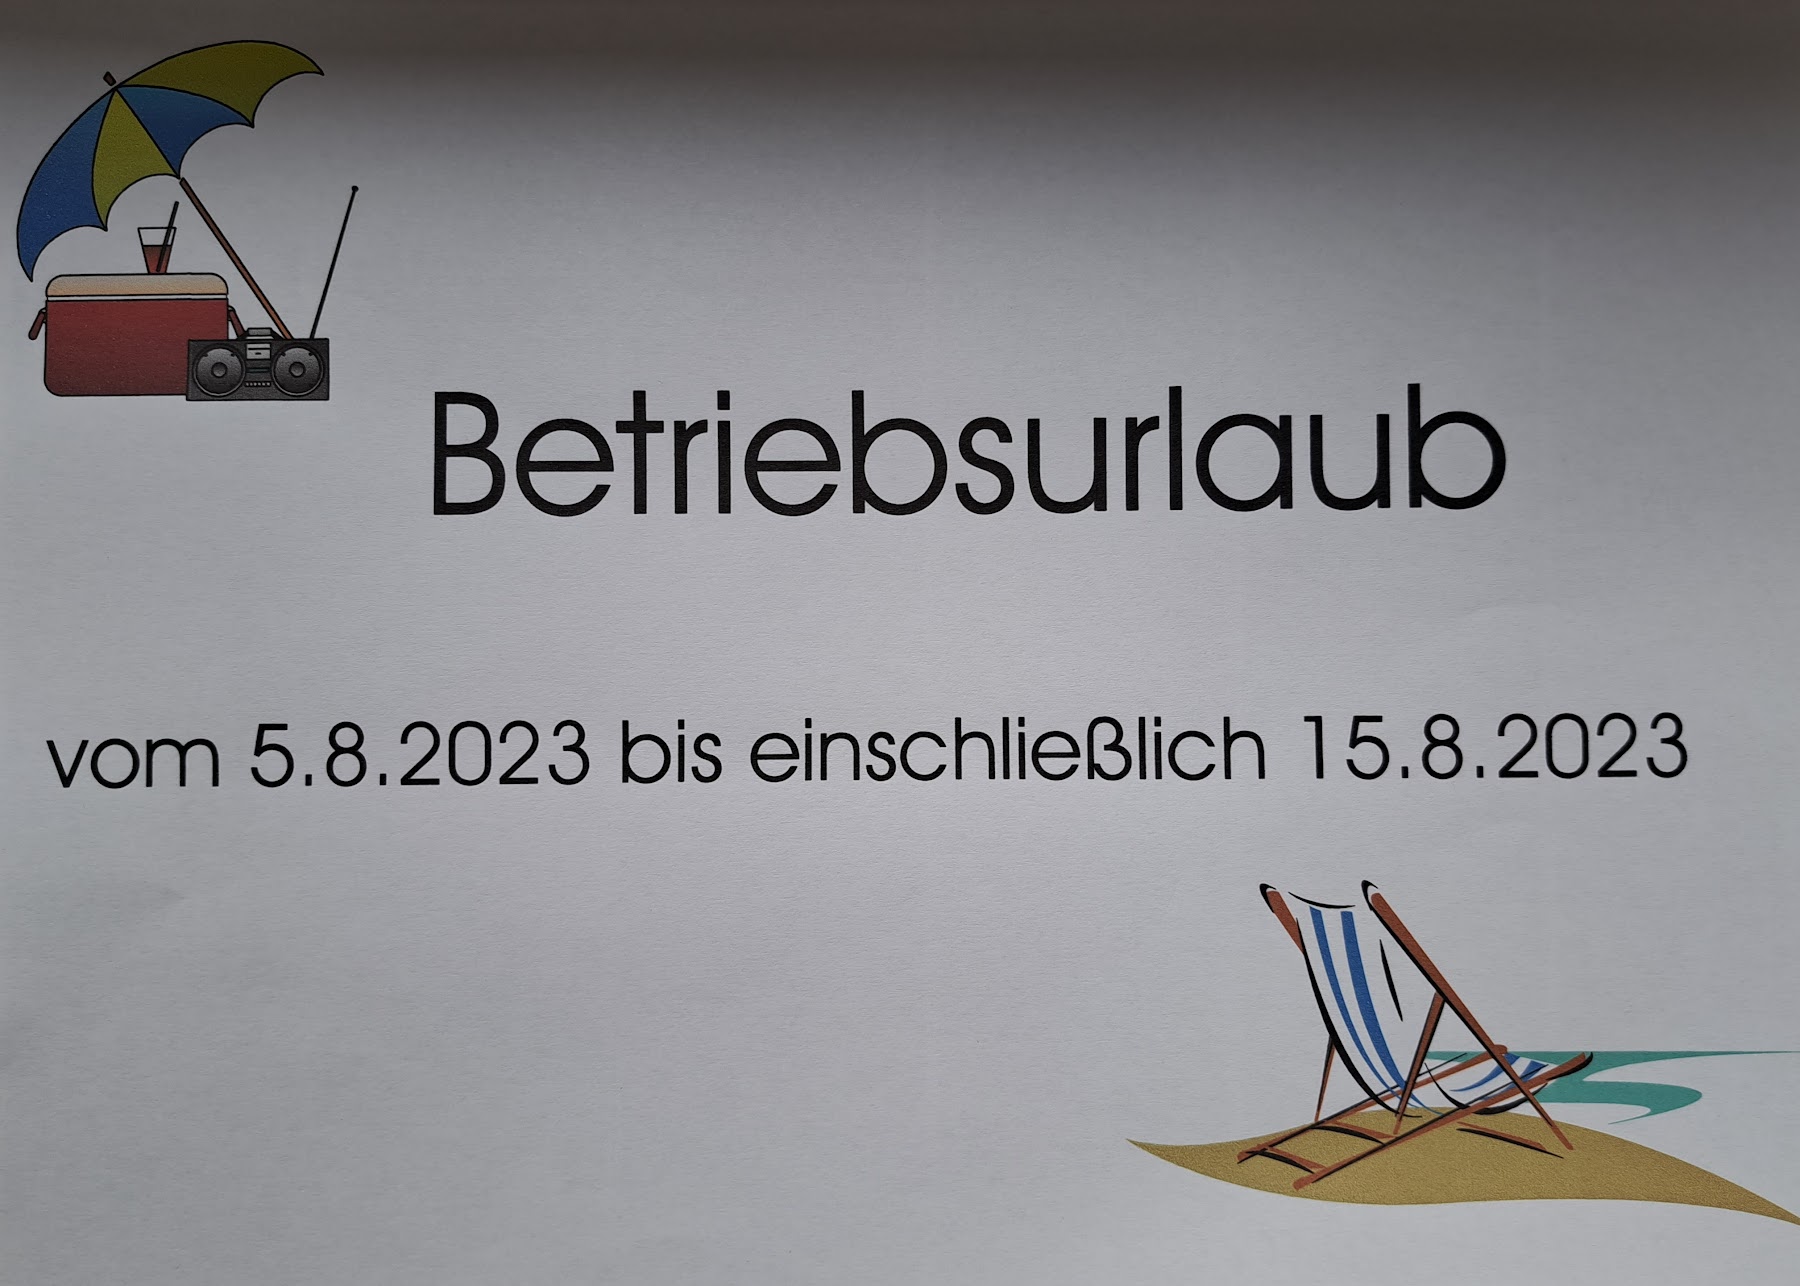 Betriebsurlaub
vom 5.8.2023 bis einschließlich 15.8.2023